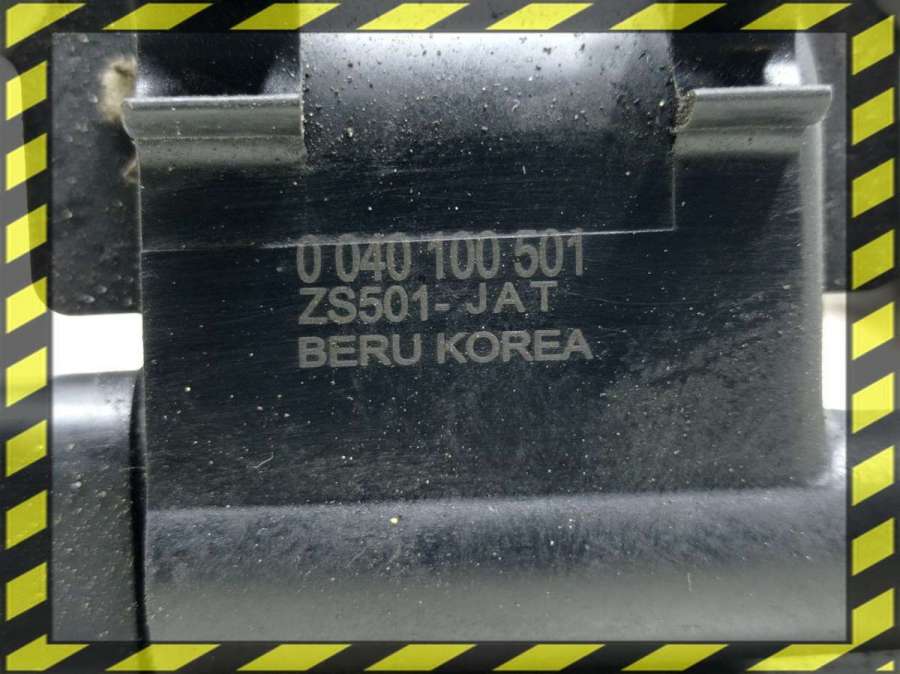 0 040 100 501
ZS501- JAT
BERU KOREA